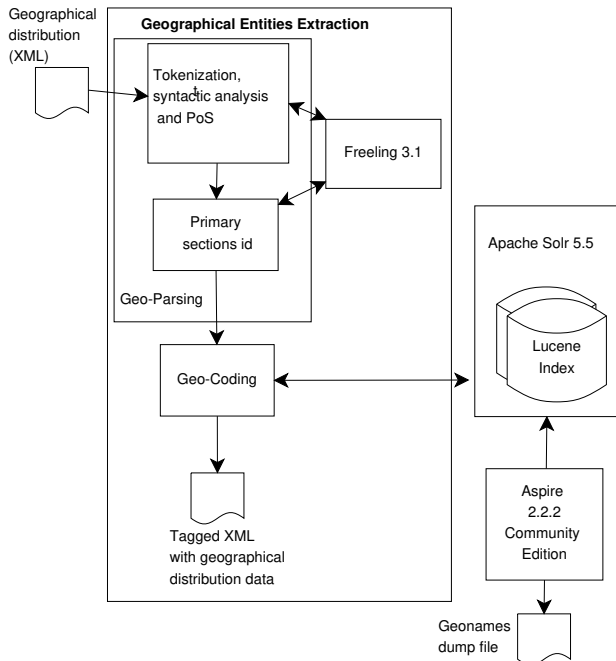 Geographical
distribution
(XML)
Geographical Entities Extraction
Tokenization,
syntactic analysis
t
and PoS
Freeling 3.1
Primary
sections id
Geo-Parsing
Geo-Coding
Tagged XML
with geographical
distribution data
Apache Solr 5.5
Lucene
Index
Aspire
2.2.2
Community
Edition
Geonames
dump file